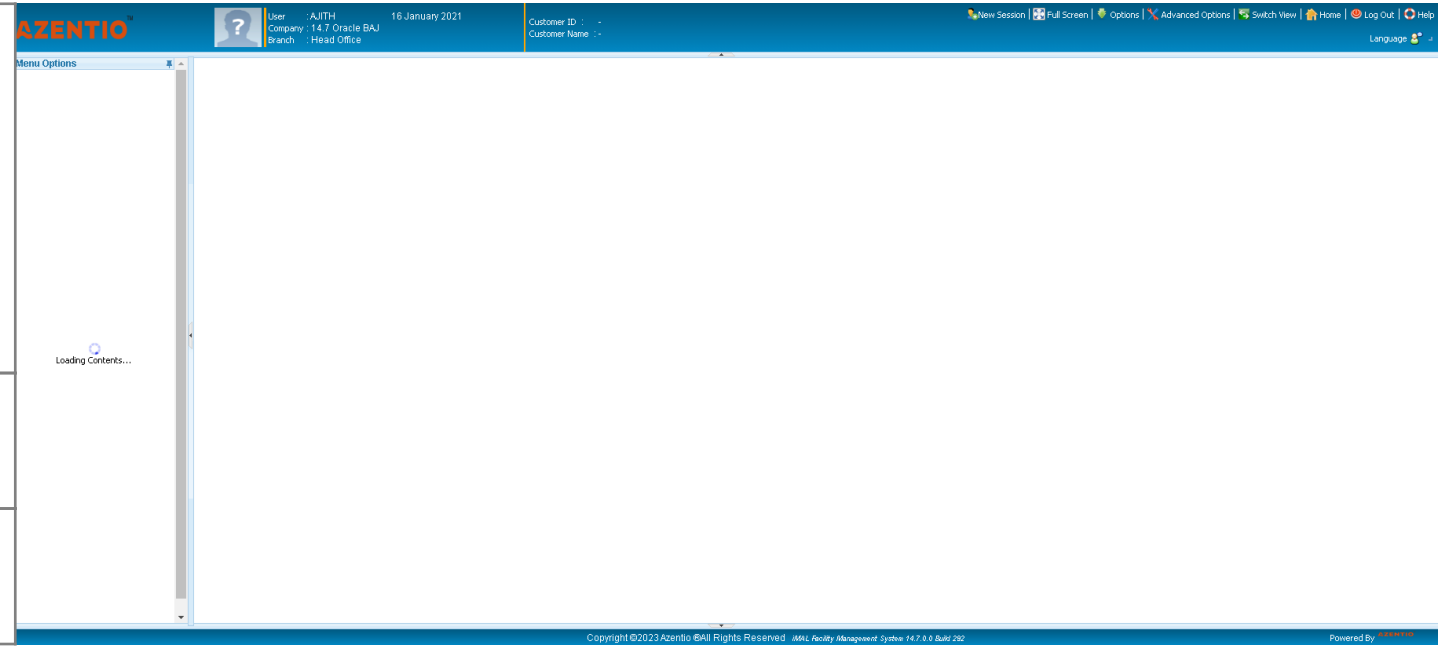 AZENTIO™
User : AJITH 16 January 2021
Company : 14.7 Oracle BAJ
Branch : Head Office
Customer ID : -
Customer Name : -
New Session | Full Screen | Options | Advanced Options | Switch View | Home | Log Out | Help
Language
Menu Options
Loading Contents...
Copyright ©2023 Azentio ®All Rights Reserved iMAL Facility Management System 14.7.0.0 Build 292
Powered By AZENTIO